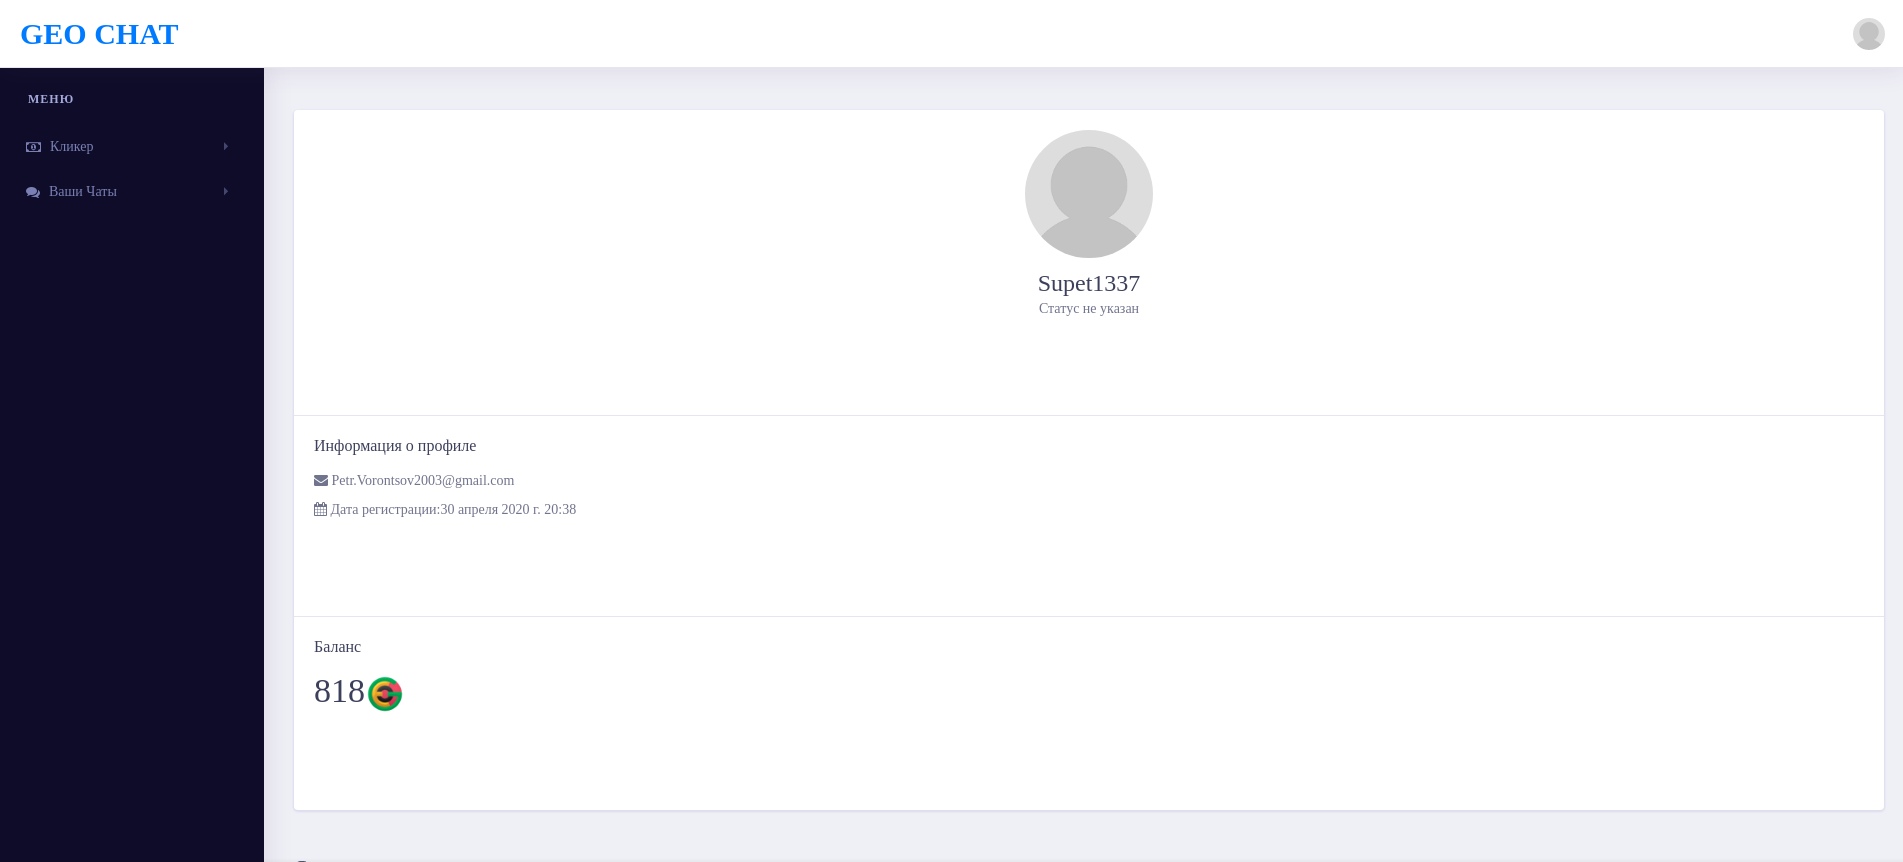 GEO CHAT
МЕНЮ
Кликер
Ваши Чаты
Supet1337
Статус не указан
Информация о профиле
Petr.Vorontsov2003@gmail.com
Дата регистрации:30 апреля 2020 г. 20:38
Баланс
818